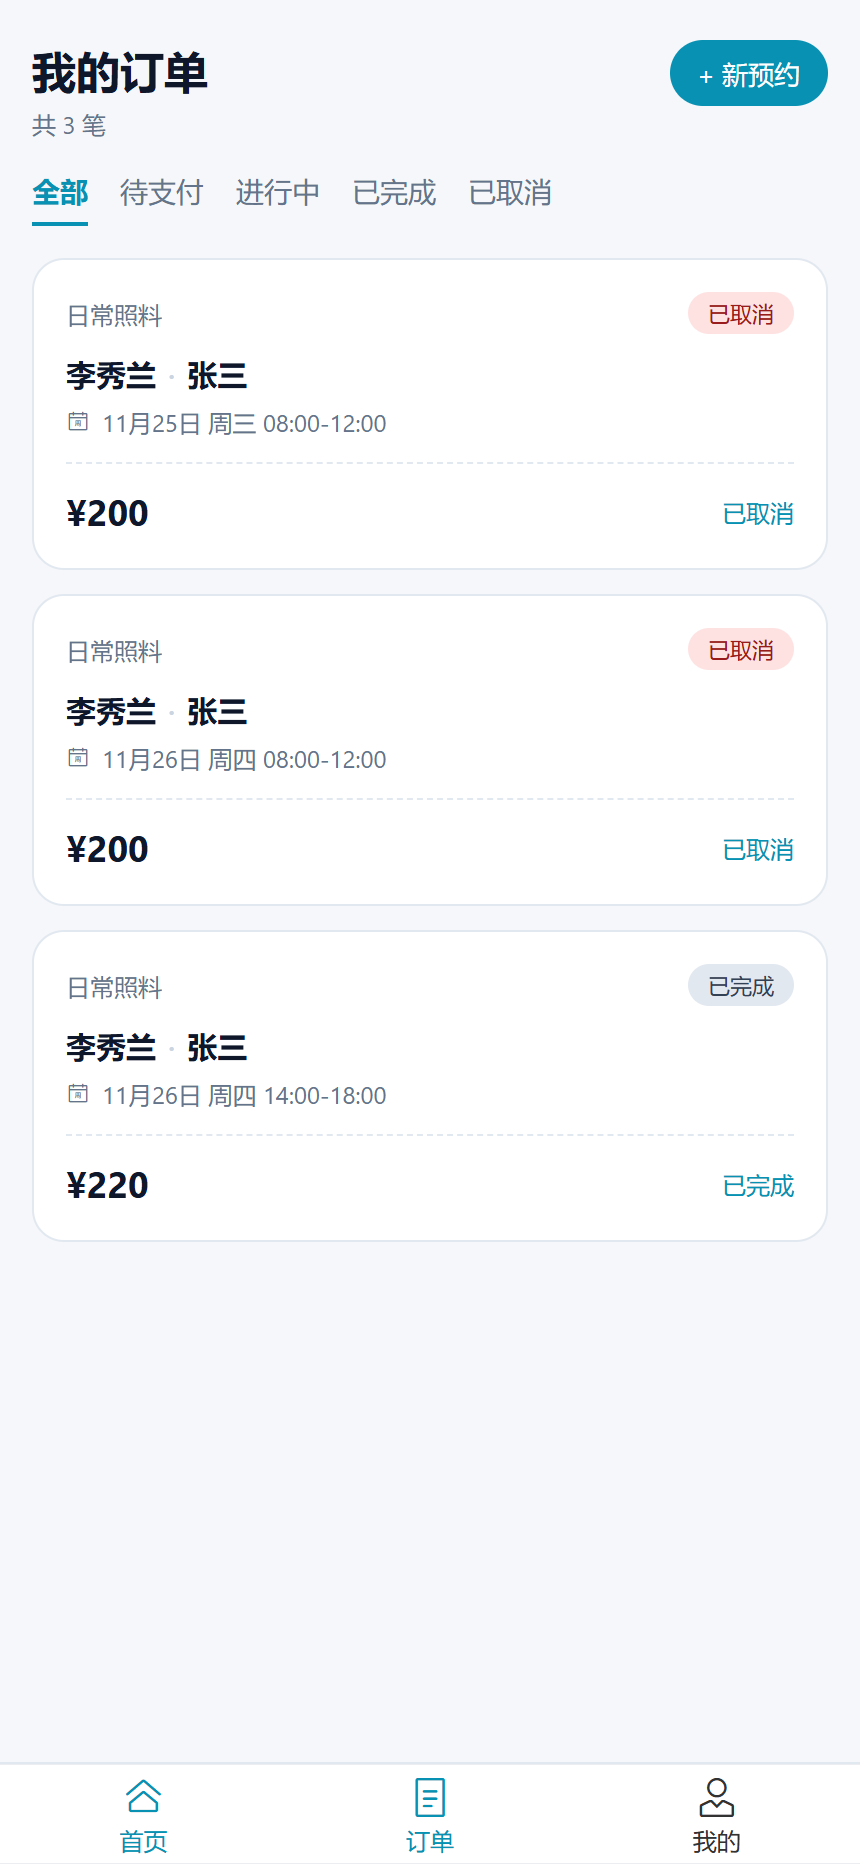 我的订单
+ 新预约
共 3 笔
全部 待支付 进行中 已完成 已取消
日常照料 已取消
李秀兰 · 张三
11月25日 周三 08:00-12:00
¥200 已取消
日常照料 已取消
李秀兰 · 张三
11月26日 周四 08:00-12:00
¥200 已取消
日常照料 已完成
李秀兰 · 张三
11月26日 周四 14:00-18:00
¥220 已完成
首页 订单 我的